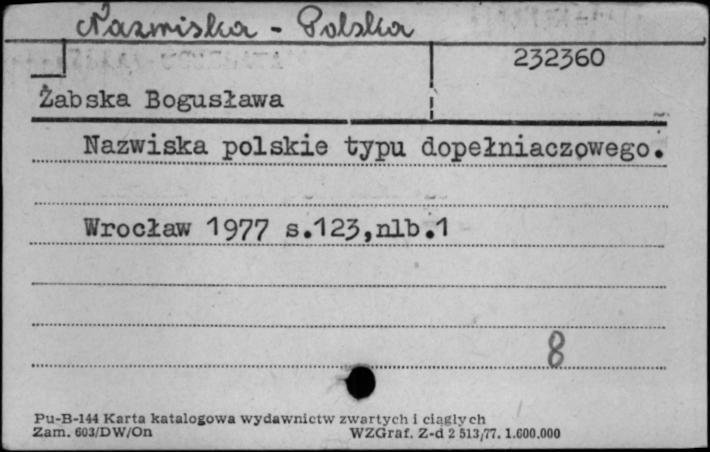 Nazwiska - Polska
232360
Żabska Bogusława
Nazwiska polskie typu dopełniaczowego.
Wrocław 1977 s.123,nlb.1
8
Pu-B-144 Karta katalogowa wydawnictw zwartych i ciągłych
Zam. 603/DW/On WZGraf. Z-d 2 513/77. 1.600.000